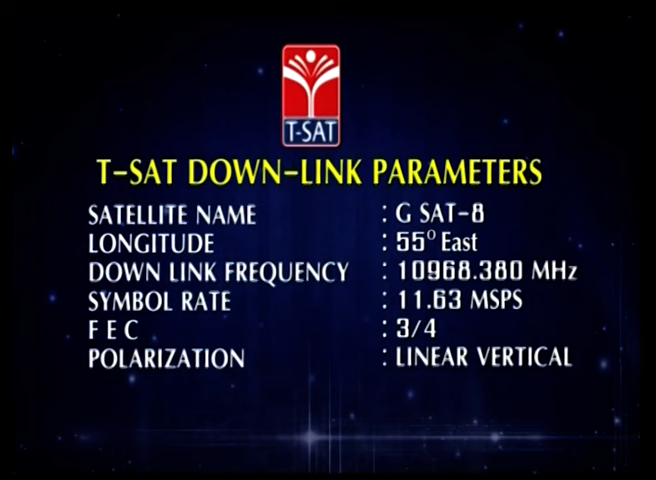 T-SAT
T-SAT DOWN-LINK PARAMETERS
SATELLITE NAME : G SAT-8
LONGITUDE : 55° East
DOWN LINK FREQUENCY : 10968.380 MHz
SYMBOL RATE : 11.63 MSPS
F E C : 3/4
POLARIZATION : LINEAR VERTICAL